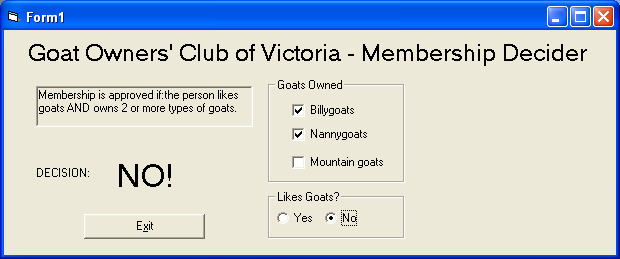 Form1
Goat Owners' Club of Victoria - Membership Decider
Membership is approved if:the person likes
goats AND owns 2 or more types of goats.
Goats Owned
Billygoats
Nannygoats
Mountain goats
DECISION:
NO!
Likes Goats?
Yes
No
Exit